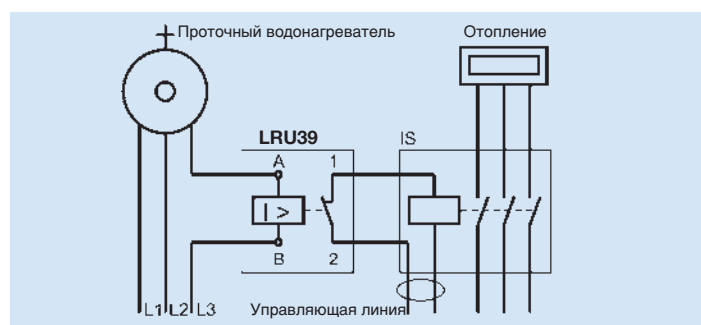 Проточный водонагреватель
Отопление
LRU39
IS
A
1
I >
B
2
L1 L2 L3
Управляющая линия